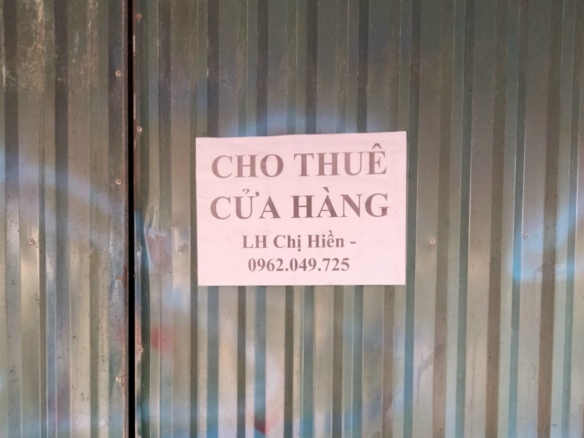 CHO THUÊ
CỬA HÀNG
LH Chị Hiền -
0962.049.725